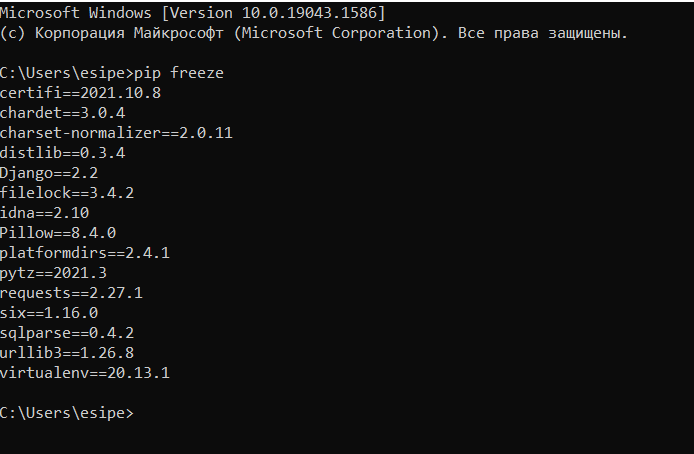 Microsoft Windows [Version 10.0.19043.1586]
(c) Корпорация Майкрософт (Microsoft Corporation). Все права защищены.
C:\Users\esipe>pip freeze
certifi==2021.10.8
chardet==3.0.4
charset-normalizer==2.0.11
distlib==0.3.4
Django==2.2
filelock==3.4.2
idna==2.10
Pillow==8.4.0
platformdirs==2.4.1
pytz==2021.3
requests==2.27.1
six==1.16.0
sqlparse==0.4.2
urllib3==1.26.8
virtualenv==20.13.1
C:\Users\esipe>